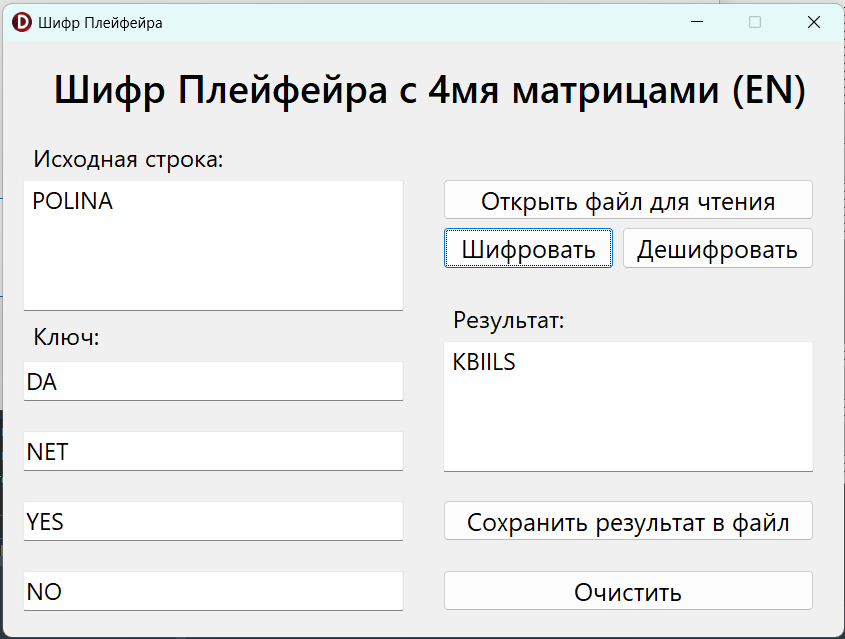 Шифр Плейфейра
Шифр Плейфейра с 4мя матрицами (EN)
Исходная строка:
POLINA
Открыть файл для чтения
Шифровать
Дешифровать
Ключ:
DA
NET
YES
NO
Результат:
KBIILS
Сохранить результат в файл
Очистить